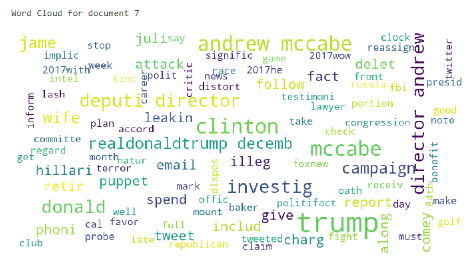 Word Cloud for document 7
jame
stop
julisay
andrew mccabe
clock
reassign
implic
2017with
week
attack
critic
signific
game
2017wow
delet
twitter
intel
sinc
career
polit
race
news
2017he
fact
front
presid
lash
distort
follow
russia
fbi
inform
deputi director
testimoni
portion
good
wife
leakin
lawyer
congression
note
plan
accord
clinton
take
check
director andrew
committe
realdonaldtrump decemb
mccabe
regard
month
natur
email
illeg
foxnew
benefit
get
hillari
terror
dispos
campaign
84th
puppet
mark
investig
oath
receiv
make
retir
spend
offic
politifact
day
donald
well
mount
baker
give
report
comey
golf
phoni
cal
favor
full
includ
trump
along
must
probe
late
tweet
tweeted
charg
fight
club
republican
claim